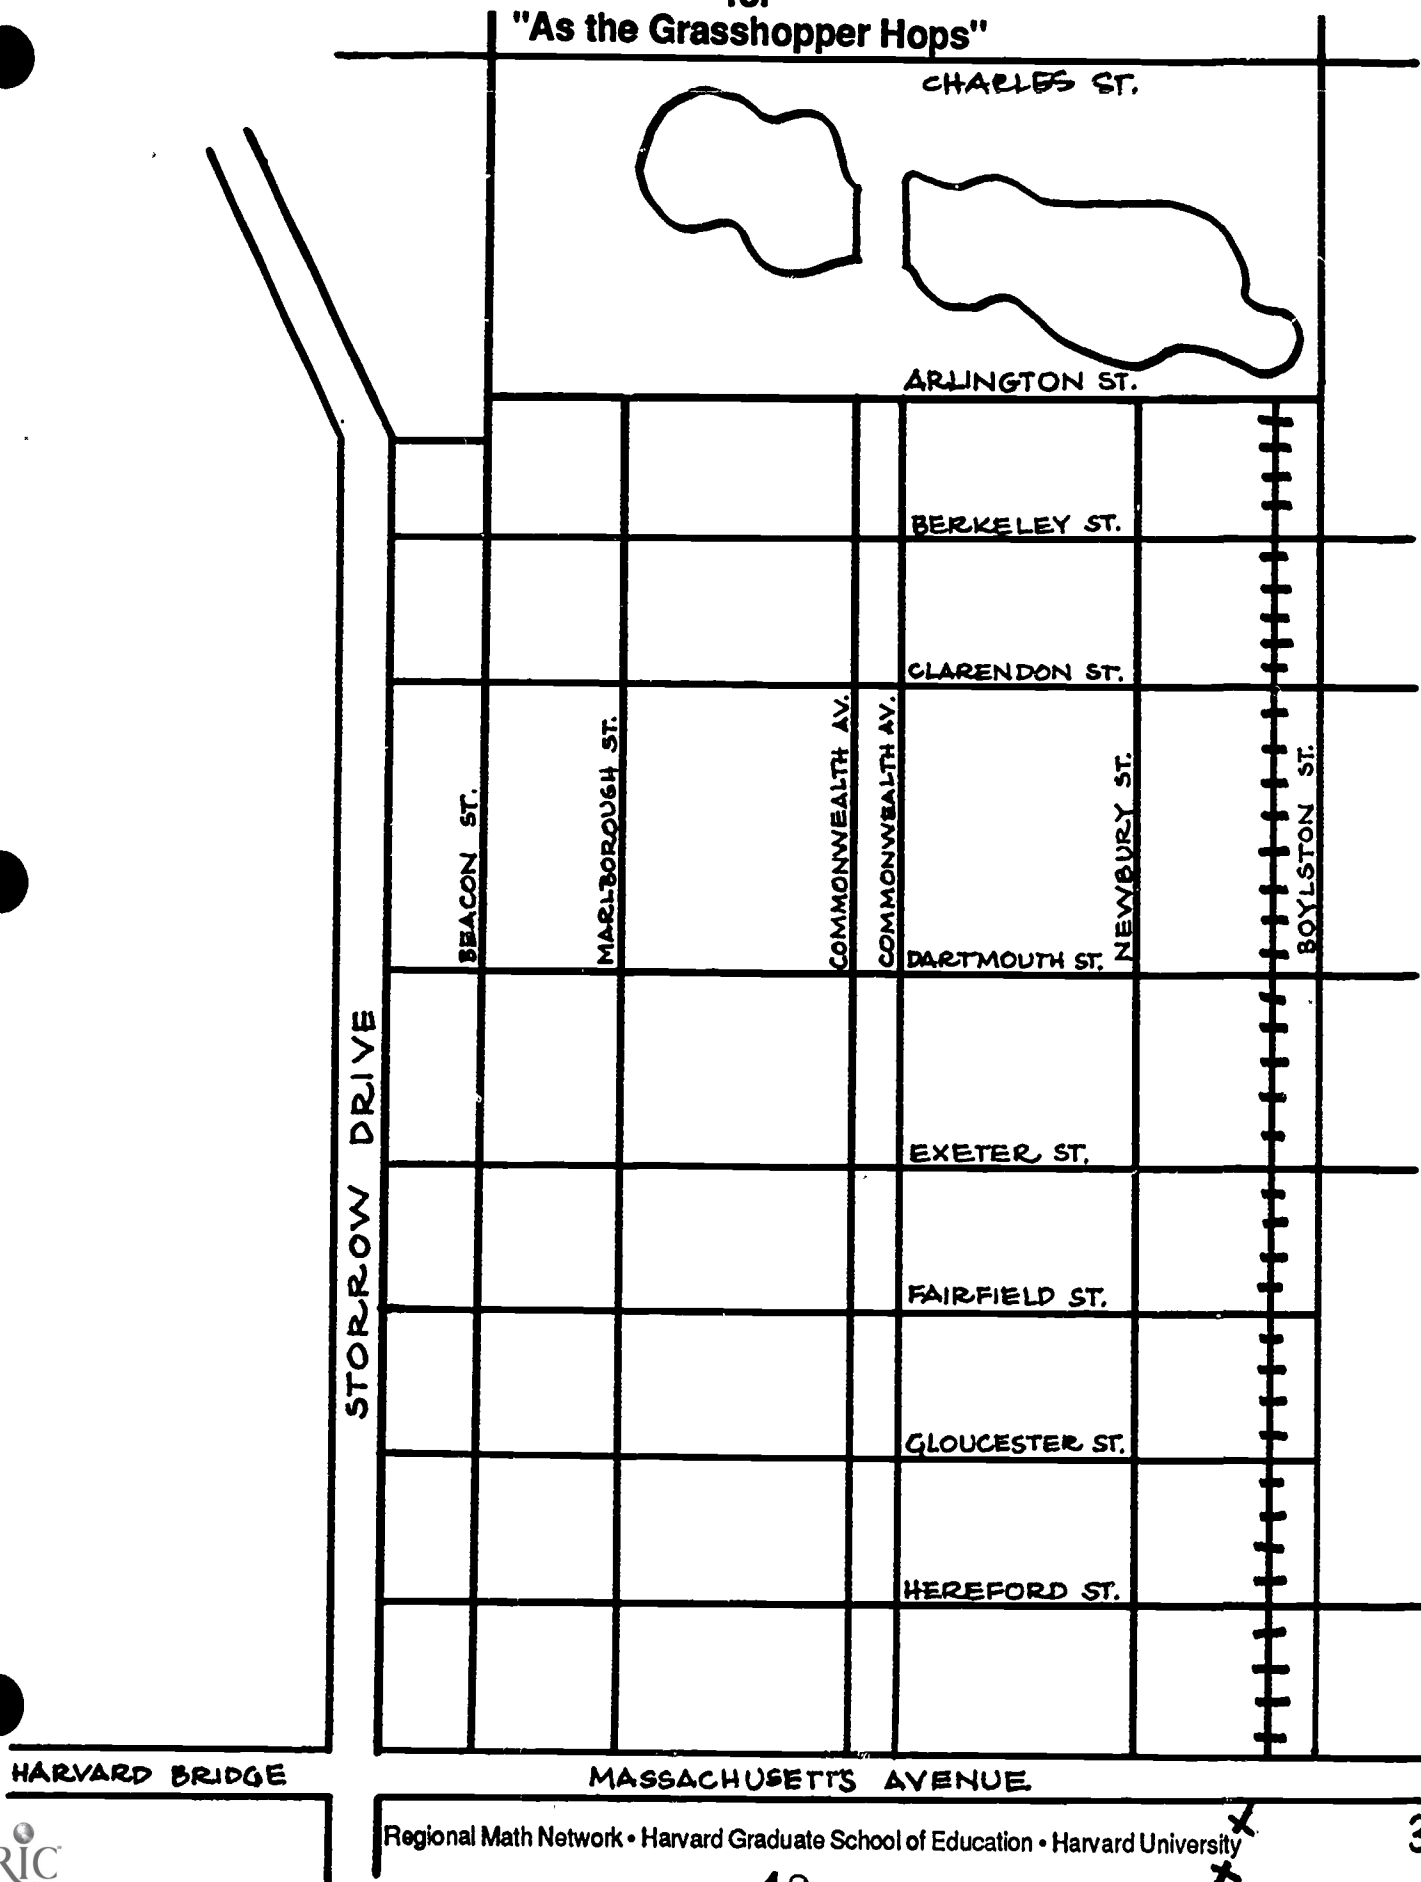 "As the Grasshopper Hops"
CHARLES ST.
ARLINGTON ST.
BERKELEY ST.
CLARENDON ST.
BEACON ST.
MARLBOROUGH ST.
COMMONWEALTH AV.
COMMONWEALTH AV.
NEWBURY ST.
BOYLSTON ST.
DARTMOUTH ST.
STORROW DRIVE
EXETER ST.
FAIRFIELD ST.
GLOUCESTER ST.
HEREFORD ST.
HARVARD BRIDGE
MASSACHUSETTS AVENUE
Regional Math Network • Harvard Graduate School of Education • Harvard University